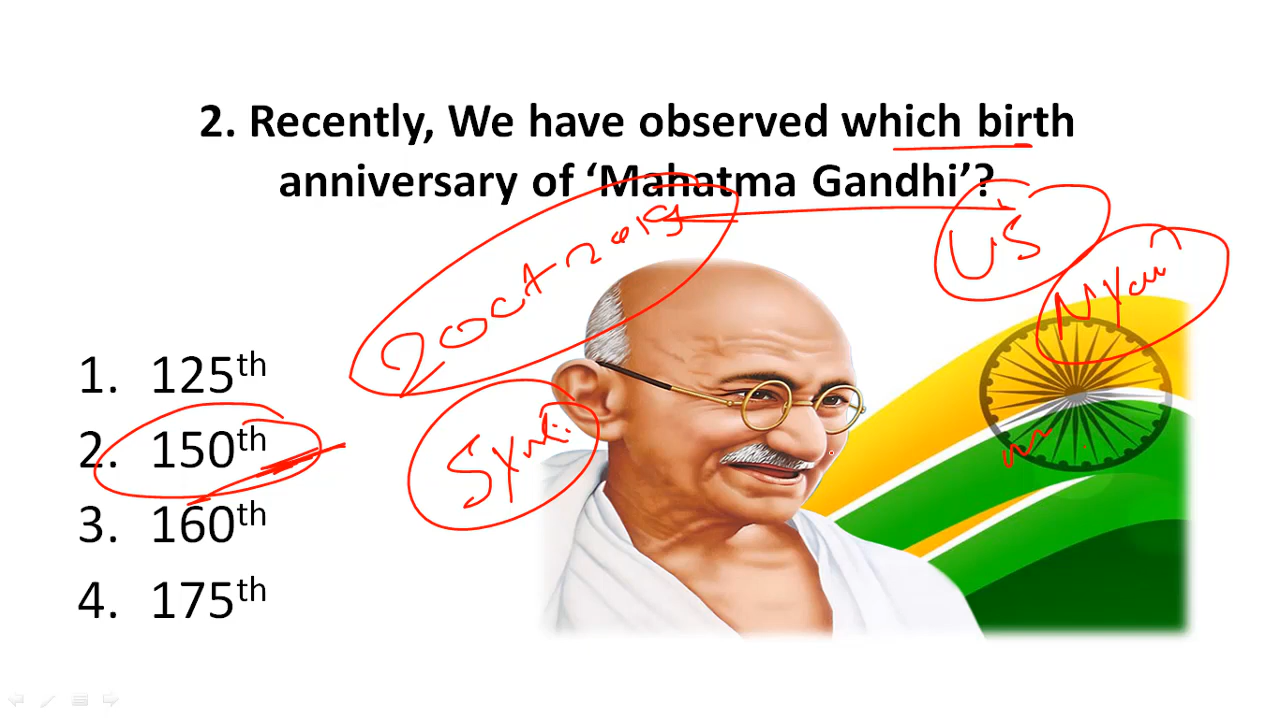 2. Recently, We have observed which birth
anniversary of ‘Mahatma Gandhi’?
US
2 Oct 2019
1. 125th
2. 150th
3. 160th
4. 175th